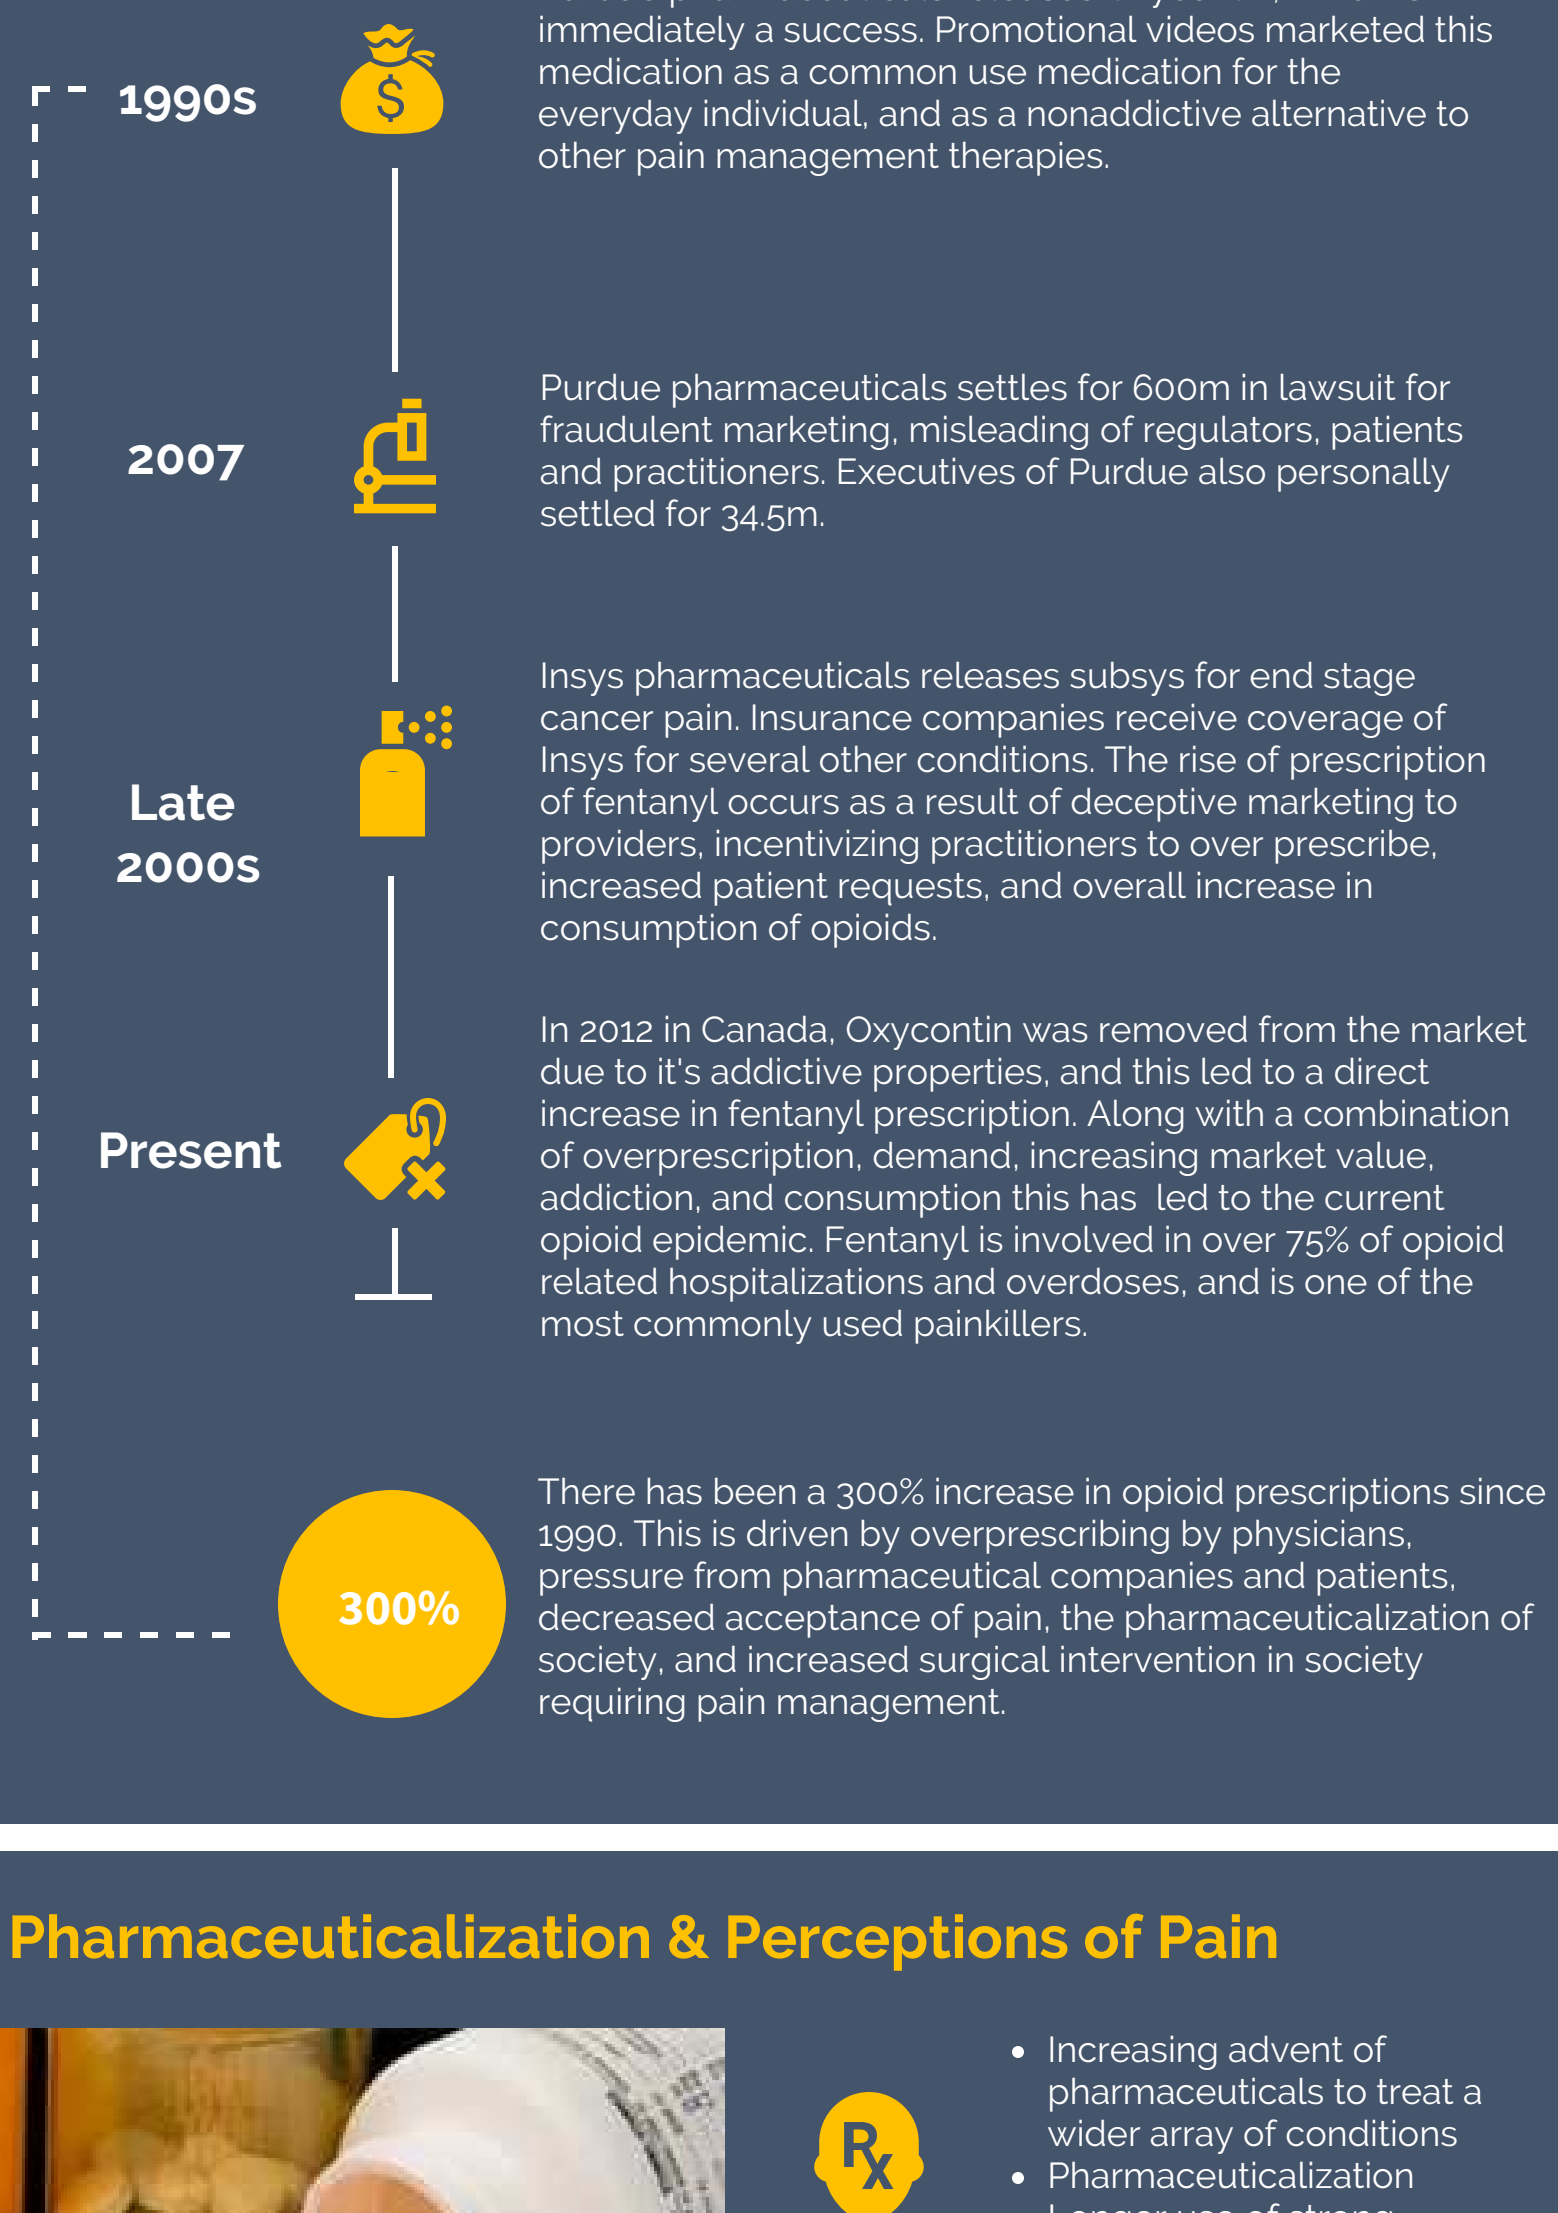 immediately a success. Promotional videos marketed this
medication as a common use medication for the
everyday individual, and as a nonaddictive alternative to
other pain management therapies.
1990s
$
Purdue pharmaceuticals settles for 600m in lawsuit for
fraudulent marketing, misleading of regulators, patients
and practitioners. Executives of Purdue also personally
settled for 34.5m.
2007
Insys pharmaceuticals releases subsys for end stage
cancer pain. Insurance companies receive coverage of
Insys for several other conditions. The rise of prescription
of fentanyl occurs as a result of deceptive marketing to
providers, incentivizing practitioners to over prescribe,
increased patient requests, and overall increase in
consumption of opioids.
Late
2000s
In 2012 in Canada, Oxycontin was removed from the market
due to it's addictive properties, and this led to a direct
increase in fentanyl prescription. Along with a combination
of overprescription, demand, increasing market value,
addiction, and consumption this has  led to the current
opioid epidemic. Fentanyl is involved in over 75% of opioid
related hospitalizations and overdoses, and is one of the
most commonly used painkillers.
Present
There has been a 300% increase in opioid prescriptions since
1990. This is driven by overprescribing by physicians,
pressure from pharmaceutical companies and patients,
decreased acceptance of pain, the pharmaceuticalization of
society, and increased surgical intervention in society
requiring pain management.
300%
Pharmaceuticalization & Perceptions of Pain
Rx
• Increasing advent of
pharmaceuticals to treat a
wider array of conditions
• Pharmaceuticalization
Longer use of strong